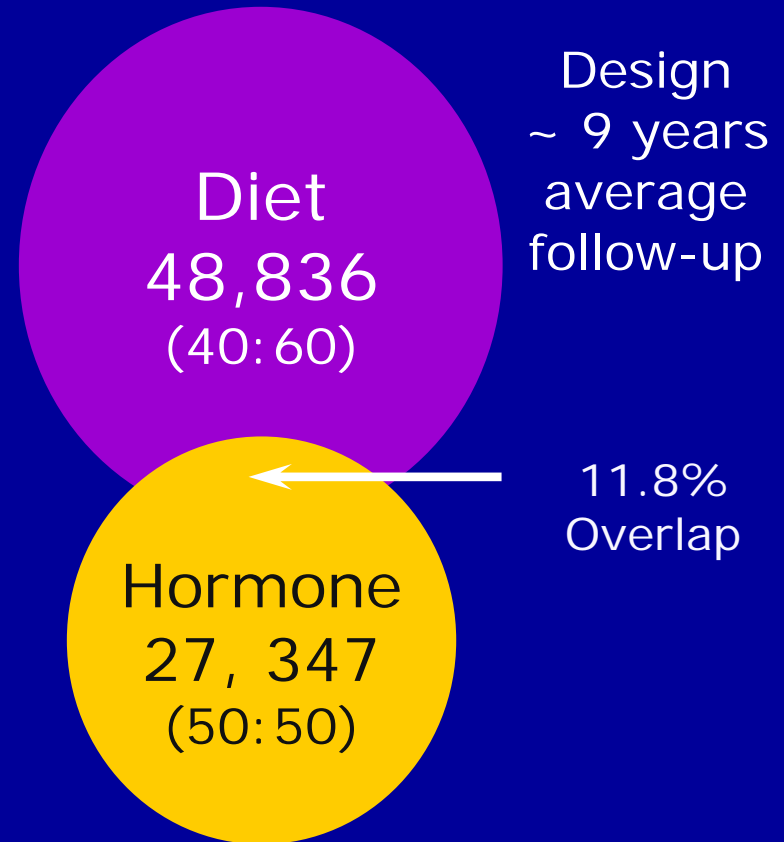 Diet
48,836
(40:60)
Design
~ 9 years
average
follow-up
11.8%
Overlap
Hormone
27, 347
(50:50)